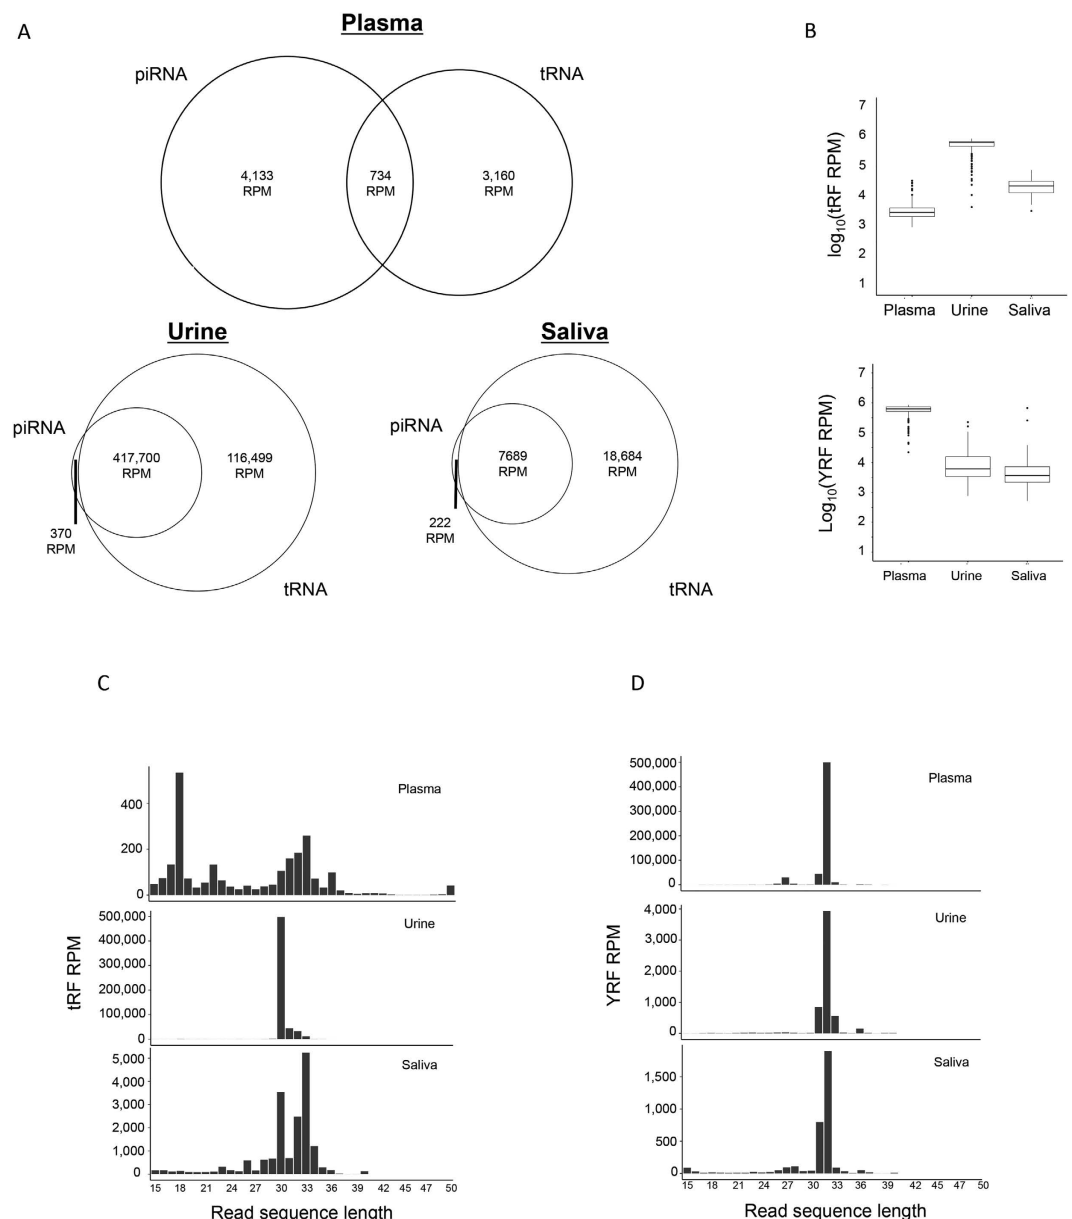 A
Plasma
piRNA
tRNA
4,133
RPM
734
RPM
3,160
RPM
Urine
piRNA
417,700
RPM
116,499
RPM
370
RPM
tRNA
Saliva
piRNA
7689
RPM
18,684
RPM
222
RPM
tRNA
B
log10(tRF RPM)
7
6
5
4
3
2
1
Plasma Urine Saliva
Log10(YRF RPM)
7
6
5
4
3
2
1
Plasma Urine Saliva
C
tRF RPM
Plasma
400
200
0
Urine
500,000
400,000
300,000
200,000
100,000
0
Saliva
5,000
4,000
3,000
2,000
1,000
0
15 18 21 24 27 30 33 36 39 42 45 47 50
Read sequence length
D
YRF RPM
Plasma
500,000
400,000
300,000
200,000
100,000
0
Urine
4,000
3,000
2,000
1,000
0
Saliva
1,500
1,000
500
0
15 18 21 24 27 30 33 36 42 44 47 50
Read sequence length